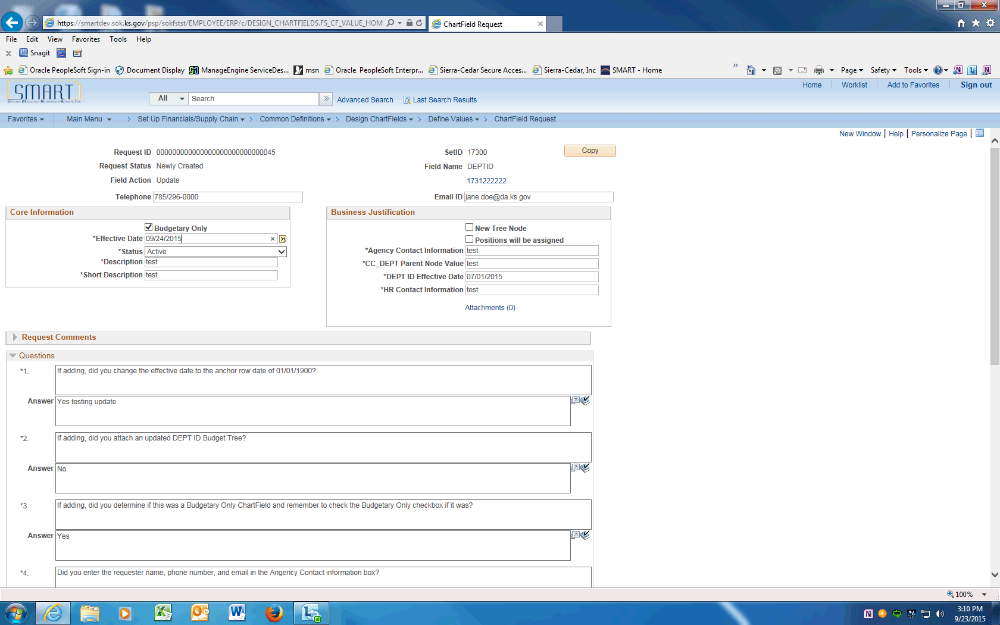 https://smartdev.sok.ks.gov/psp/sokfstst/EMPLOYEE/ERP/c/DESIGN_CHARTFIELDS.FS_CF_VALUE_HOM
ChartField Request
File Edit View Favorites Tools Help
x Snagit
Oracle PeopleSoft Sign-in Document Display ManageEngine ServiceDes... msn Oracle PeopleSoft Enterpr... Sierra-Cedar Secure Acces... Sierra-Cedar, Inc SMART - Home » Page Safety Tools
SMART
Home Worklist Add to Favorites Sign out
All Search » Advanced Search Last Search Results
Favorites Main Menu > Set Up Financials/Supply Chain > Common Definitions > Design ChartFields > Define Values > ChartField Request
New Window | Help | Personalize Page |
Request ID 000000000000000000000000000045 SetID 17300 Copy
Request Status Newly Created Field Name DEPTID
Field Action Update 1731222222
Telephone 785/296-0000 Email ID jane.doe@da.ks.gov
Core Information
Budgetary Only
*Effective Date 09/24/2015
*Status Active
*Description test
*Short Description test
Business Justification
New Tree Node
Positions will be assigned
*Agency Contact Information test
*CC_DEPT Parent Node Value test
*DEPT ID Effective Date 07/01/2015
*HR Contact Information test
Attachments (0)
Request Comments
Questions
*1. If adding, did you change the effective date to the anchor row date of 01/01/1900?
Answer Yes testing update
*2. If adding, did you attach an updated DEPT ID Budget Tree?
Answer No
*3. If adding, did you determine if this was a Budgetary Only ChartField and remember to check the Budgetary Only checkbox if it was?
Answer Yes
*4. Did you enter the requester name, phone number, and email in the Angency Contact information box?
100%
3:10 PM
9/23/2015